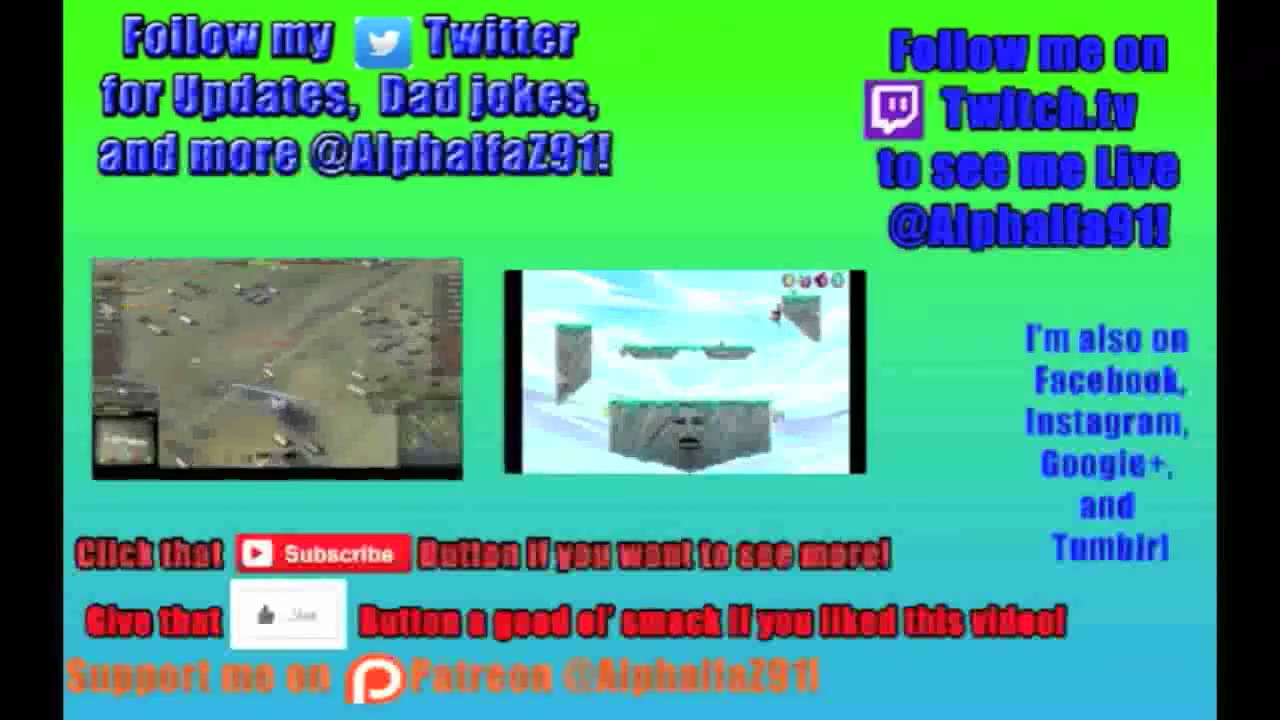 Follow my Twitter
for Updates, Dad jokes,
and more @AlphalfaZ91!
Follow me on
Twitch.tv
to see me Live
@Alphalfa91!
I'm also on
Facebook,
Instagram,
Google+,
and
Tumblr!
Click that Subscribe Button if you want to see more!
Give that Button a good ol' smack if you liked this video!
Support me on Patreon @AlphalfaZ91!